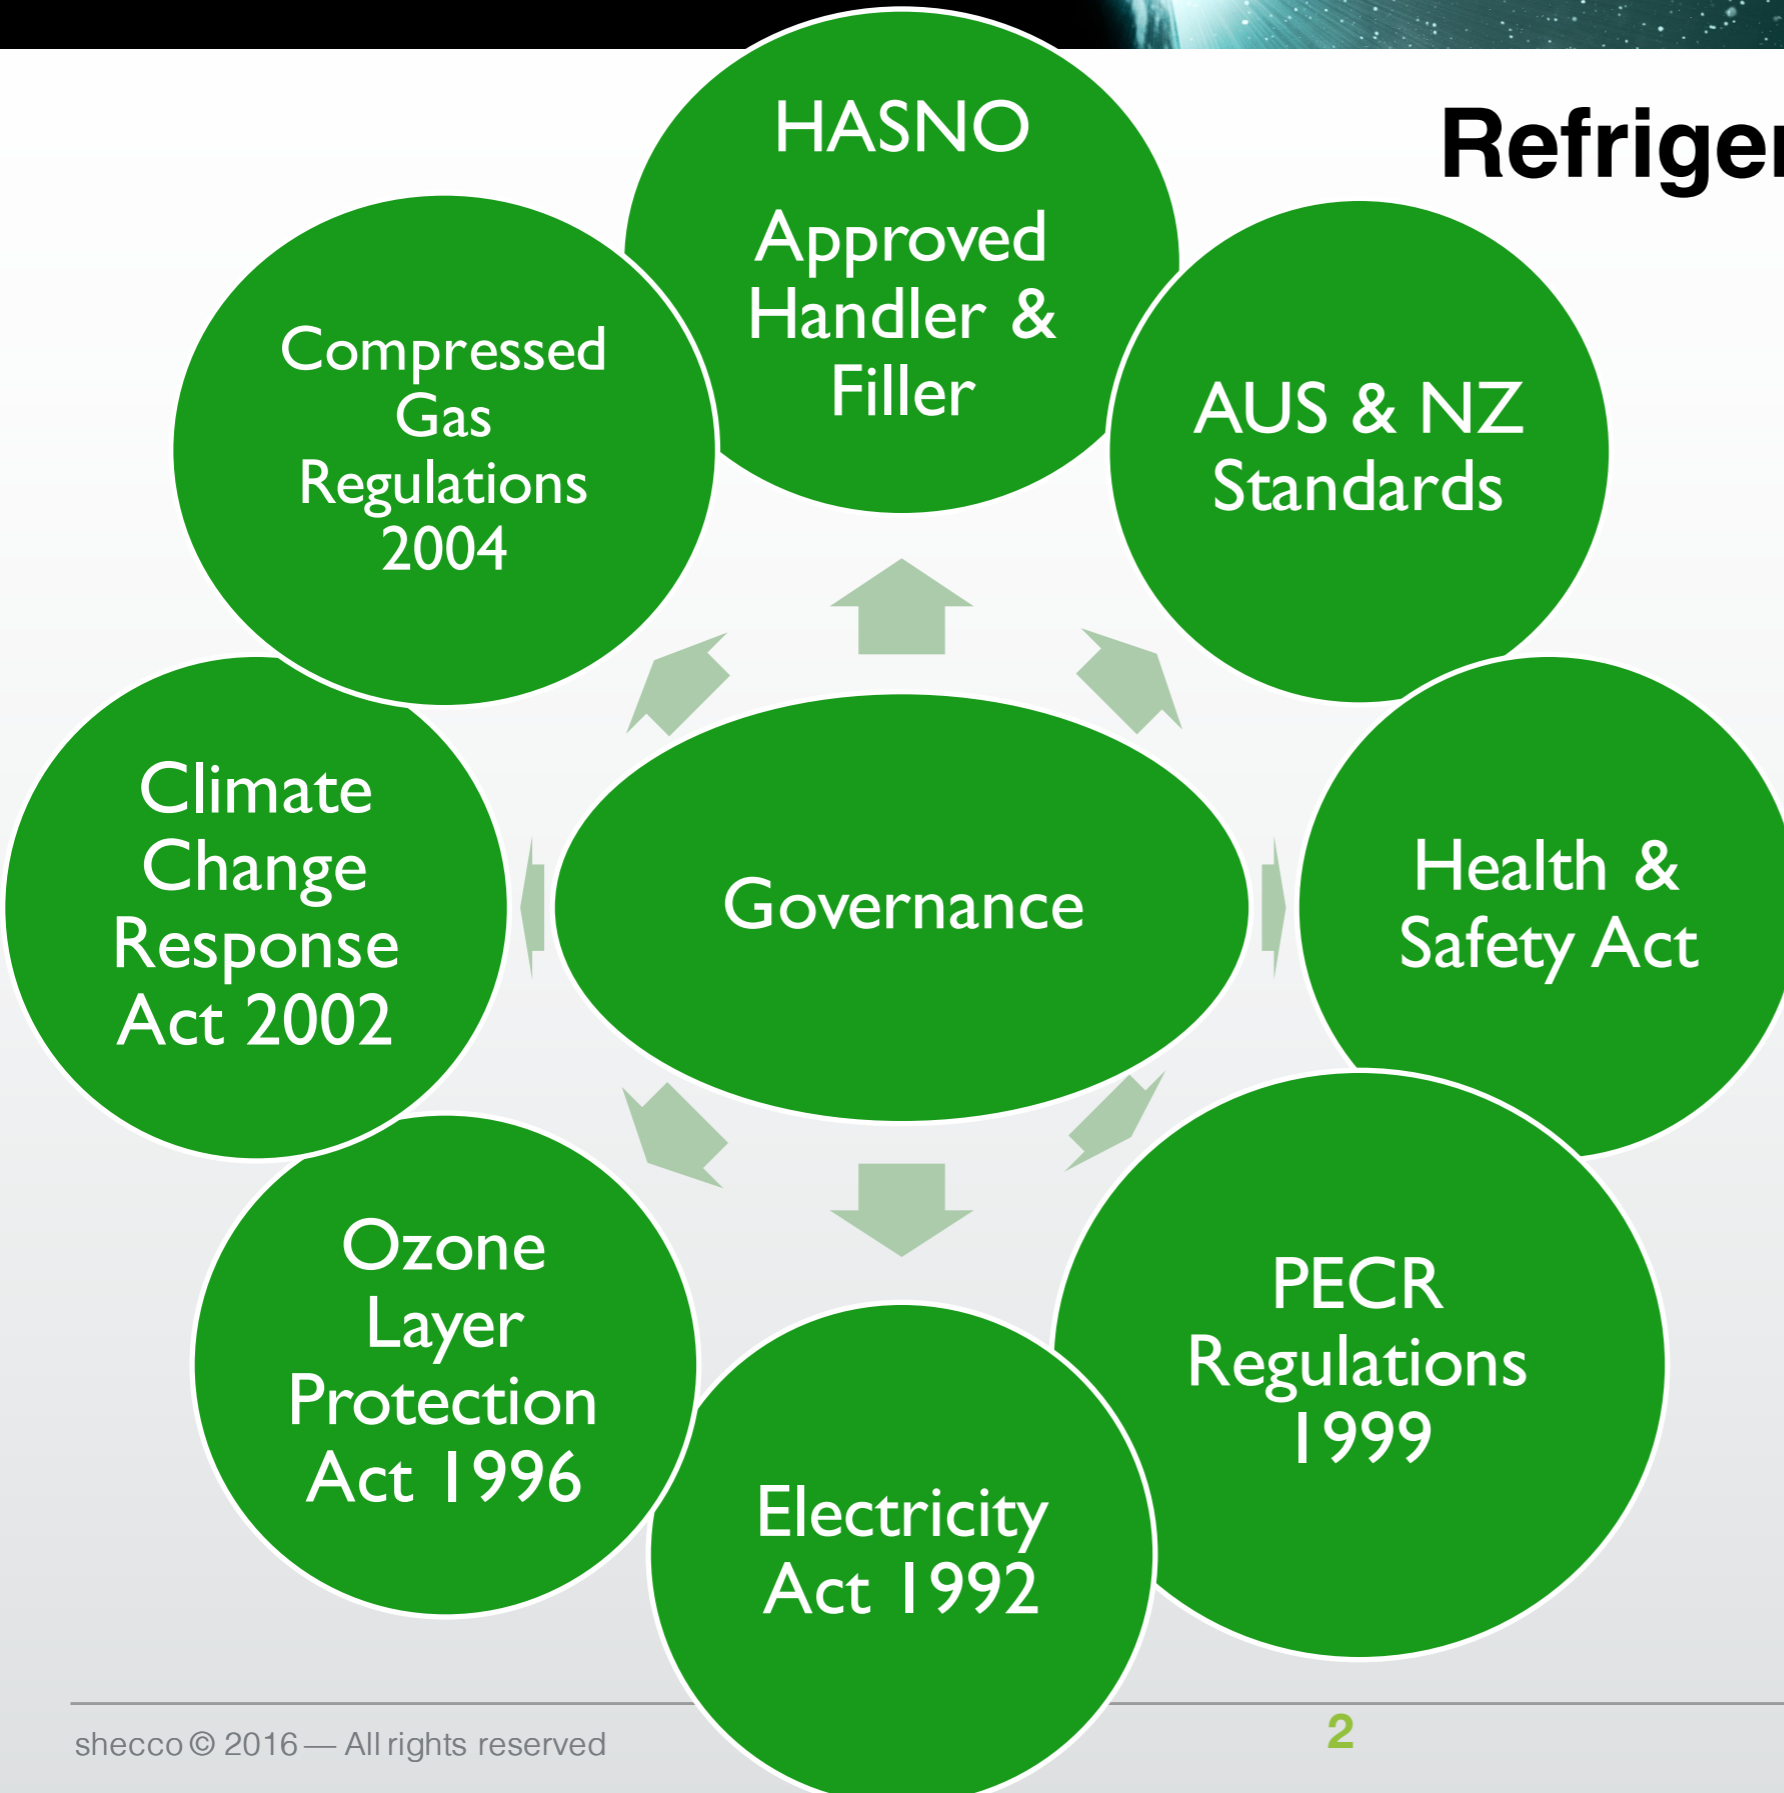 Refriger
HASNO
Approved
Handler &
Filler
AUS & NZ
Standards
Health &
Safety Act
PECR
Regulations
1999
Electricity
Act 1992
Ozone
Layer
Protection
Act 1996
Climate
Change
Response
Act 2002
Compressed
Gas
Regulations
2004
Governance
shecco © 2016 — All rights reserved
2